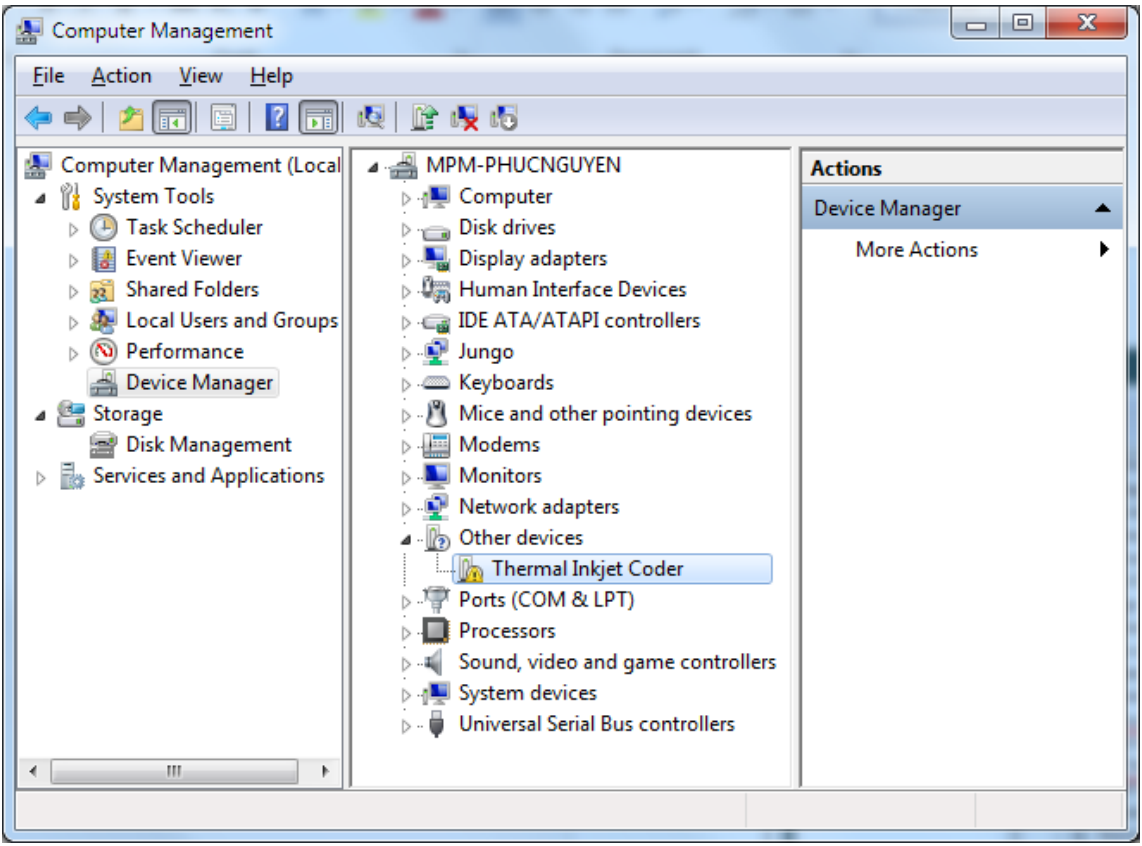 Computer Management
File Action View Help
Computer Management (Local
System Tools
Task Scheduler
Event Viewer
Shared Folders
Local Users and Groups
Performance
Device Manager
Storage
Disk Management
Services and Applications
MPM-PHUCNGUYEN
Computer
Disk drives
Display adapters
Human Interface Devices
IDE ATA/ATAPI controllers
Jungo
Keyboards
Mice and other pointing devices
Modems
Monitors
Network adapters
Other devices
Thermal Inkjet Coder
Ports (COM & LPT)
Processors
Sound, video and game controllers
System devices
Universal Serial Bus controllers
Actions
Device Manager
More Actions